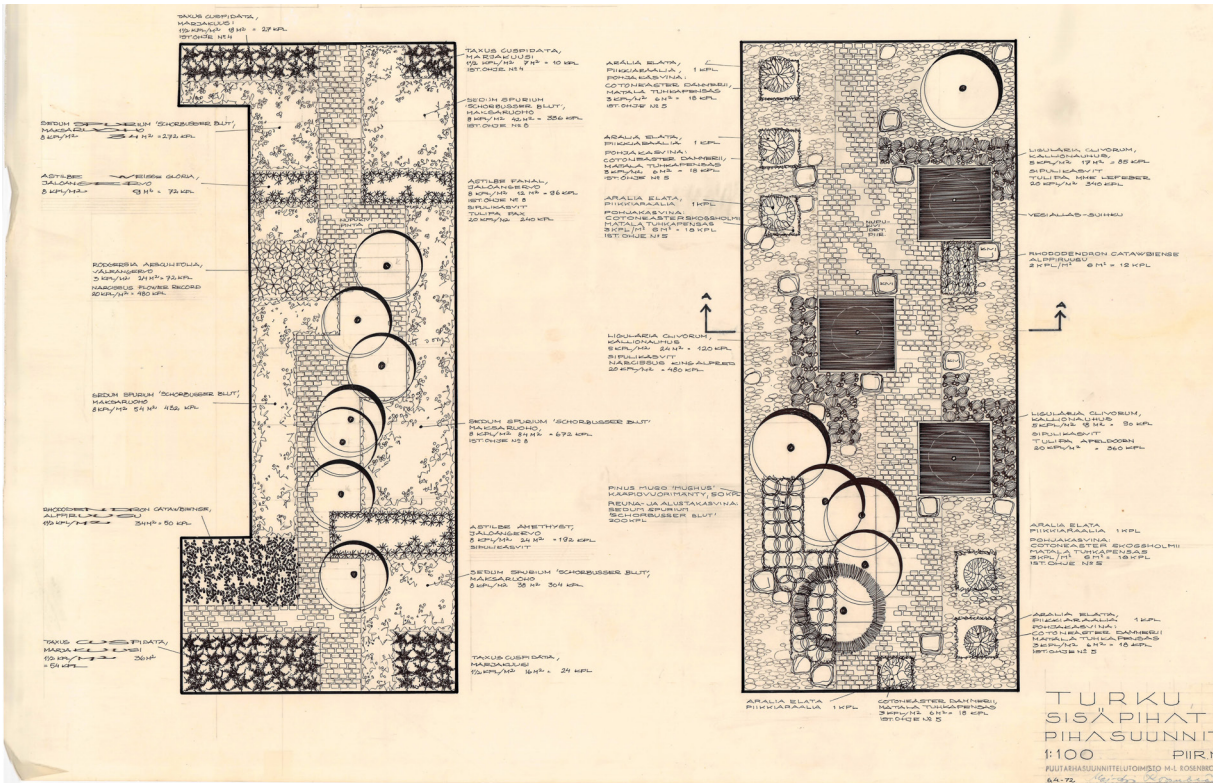 TAXUS CUSPIDATA,
MARJAKUUSI
1½ KPL/M² 18 M² = 27 KPL
IST. OHJE Nº 4
SEDUM SPURIUM 'SCHORBUSSER BLUT',
MAKSARUOHO
8 KPL/M² 34 M² = 272 KPL
ASTILBE WEISSE GLORIA,
JALOANGERVO
8 KPL/M² 9 M² = 72 KPL
RODGERSIA AESCULIFOLIA,
VALEANGERVO
3 KPL/M² 24 M² = 72 KPL
NARCISSUS FLOWER RECORD
20 KPL/M² = 480 KPL
SEDUM SPURIUM 'SCHORBUSSER BLUT',
MAKSARUOHO
8 KPL/M² 54 M² 432 KPL
RHODODENDRON CATAWBIENSE,
ALPPIRUUSU
1½ KPL/M² 34 M² = 50 KPL
TAXUS CUSPIDATA,
MARJAKUUSI
1½ KPL/M² 36 M²
= 54 KPL
TAXUS CUSPIDATA,
MARJAKUUSI
1½ KPL/M² 7 M² = 10 KPL
IST. OHJE Nº 4
SEDUM SPURIUM
'SCHORBUSSER BLUT',
MAKSARUOHO
8 KPL/M² 42 M² = 336 KPL
IST. OHJE Nº 8
ASTILBE FANAL,
JALOANGERVO
8 KPL/M² 12 M² = 96 KPL
IST. OHJE Nº 8
SIPULIKASVIT
TULIPA PAX
20 KPL/M² 240 KPL
SEDUM SPURIUM 'SCHORBUSSER BLUT'
MAKSARUOHO,
8 KPL/M² 84 M² = 672 KPL
IST. OHJE Nº 8
ASTILBE AMETHYST,
JALOANGERVO
8 KPL/M² 24 M² = 192 KPL
SIPULIKASVIT
SEDUM SPURIUM 'SCHORBUSSER BLUT',
MAKSARUOHO
8 KPL/M² 38 M² 304 KPL
TAXUS CUSPIDATA,
MARJAKUUSI
1½ KPL/M² 16 M² = 24 KPL
ARALIA ELATA,
PIIKKIARAALIA, 1 KPL
POHJAKASVINA:
COTONEASTER DAMMERII,
MATALA TUHKAPENSAS
3 KPL/M² 6 M² = 18 KPL
IST. OHJE Nº 5
ARALIA ELATA,
PIIKKIARAALIA 1 KPL
POHJAKASVINA:
COTONEASTER DAMMERII,
MATALA TUHKAPENSAS
3 KPL/M² 6 M² = 18 KPL
IST. OHJE Nº 5
ARALIA ELATA,
PIIKKIARAALIA 1 KPL
POHJAKASVINA:
COTONEASTER SKOGSHOLMII
MATALA TUHKAPENSAS
3 KPL/M² 6 M² = 18 KPL
IST. OHJE Nº 5
LIGULARIA CLIVORUM,
KALLIONAUHUS
5 KPL/M² 24 M² = 120 KPL
SIPULIKASVIT
NARCISSUS KING ALFRED
20 KPL/M² = 480 KPL
PINUS MUGO 'MUGHUS'
KÄÄPIÖVUORIMÄNTY, 50 KPL
REUNA- JA ALUSTAKASVINA:
SEDUM SPURIUM
'SCHORBUSSER BLUT'
200 KPL
ARALIA ELATA
PIIKKIARAALIA 1 KPL
COTONEASTER DAMMERII,
MATALA TUHKAPENSAS
3 KPL/M² 6 M² = 18 KPL
IST. OHJE Nº 5
LIGULARIA CLIVORUM,
KALLIONAUHUS,
5 KPL/M² 17 M² = 85 KPL
SIPULIKASVIT
TULIPA MME LEFEBER
20 KPL/M² 340 KPL
VESIALLAS-SUIHKU
RHODODENDRON CATAWBIENSE
ALPPIRUUSU
2 KPL/M² 6 M² = 12 KPL
A
A
LIGULARIA CLIVORUM,
KALLIONAUHUS
5 KPL/M² 18 M² = 90 KPL
SIPULIKASVIT
TULIPA APELDOORN
20 KPL/M² = 360 KPL
ARALIA ELATA
PIIKKIARAALIA 1 KPL
POHJAKASVINA:
COTONEASTER SKOGSHOLMII
MATALA TUHKAPENSAS
3 KPL/M² 6 M² = 18 KPL
IST. OHJE Nº 5
ARALIA ELATA,
PIIKKIARAALIA 1 KPL
POHJAKASVINA:
COTONEASTER DAMMERII
MATALA TUHKAPENSAS
3 KPL/M² 6 M² = 18 KPL
IST. OHJE Nº 5
TURKU,
SISÄPIHAT
PIHASUUNNIT
1:100 PIIR.
PUUTARHASUUNNITTELUTOIMISTO M-L ROSENBRO
6.4-72